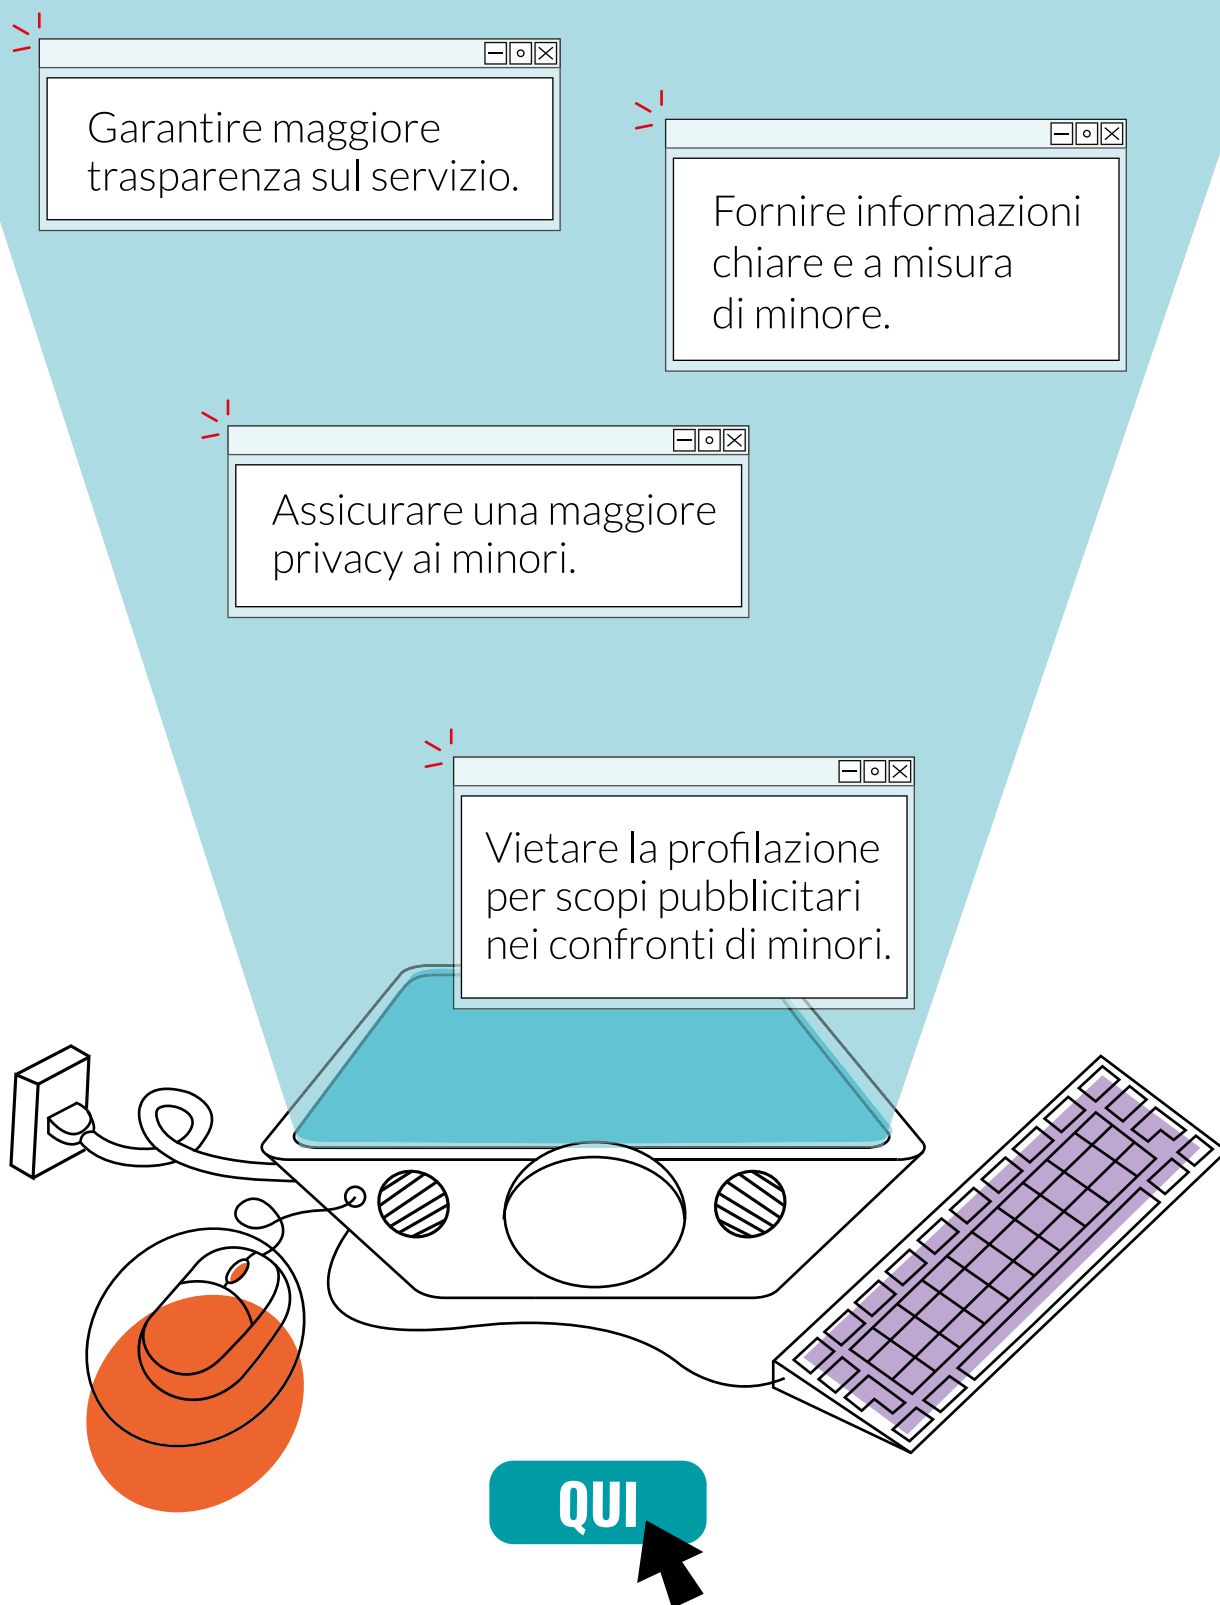 Garantire maggiore
trasparenza sul servizio.
Fornire informazioni
chiare e a misura
di minore.
Assicurare una maggiore
privacy ai minori.
Vietare la profilazione
per scopi pubblicitari
nei confronti di minori.
QUI